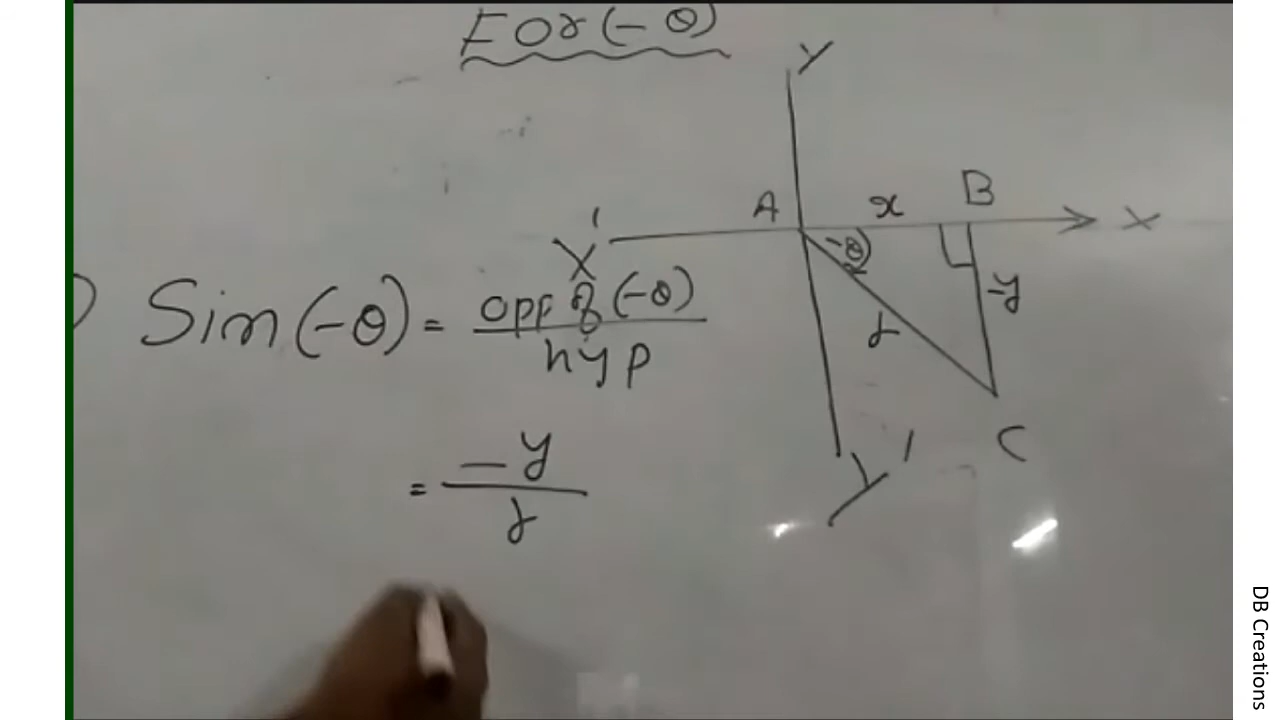 For (-θ)
Y
A x B
X' X
-θ
-y
r
Sin(-θ) = opp of (-θ)
hyp
Y' C
= -y
r
DB Creations